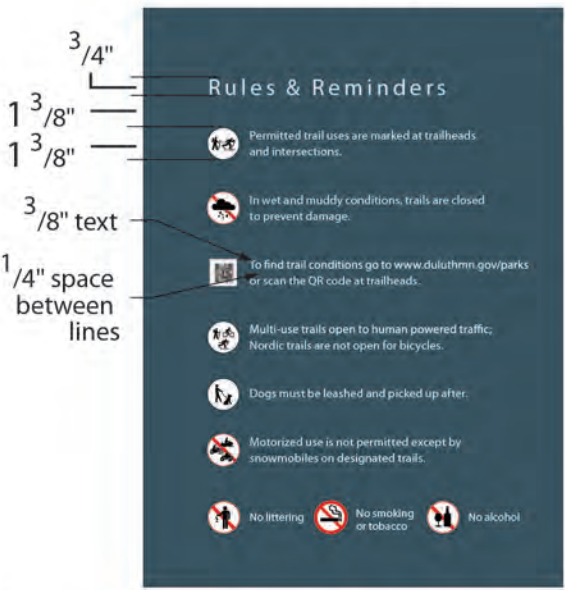 3/4"
Rules & Reminders
1 3/8"
1 3/8"
Permitted trail uses are marked at trailheads
and intersections.
In wet and muddy conditions, trails are closed
to prevent damage.
3/8" text
To find trail conditions go to www.duluthmn.gov/parks
or scan the QR code at trailheads.
1/4" space
between
lines
Multi-use trails open to human powered traffic;
Nordic trails are not open for bicycles.
Dogs must be leashed and picked up after.
Motorized use is not permitted except by
snowmobiles on designated trails.
No littering
No smoking
or tobacco
No alcohol